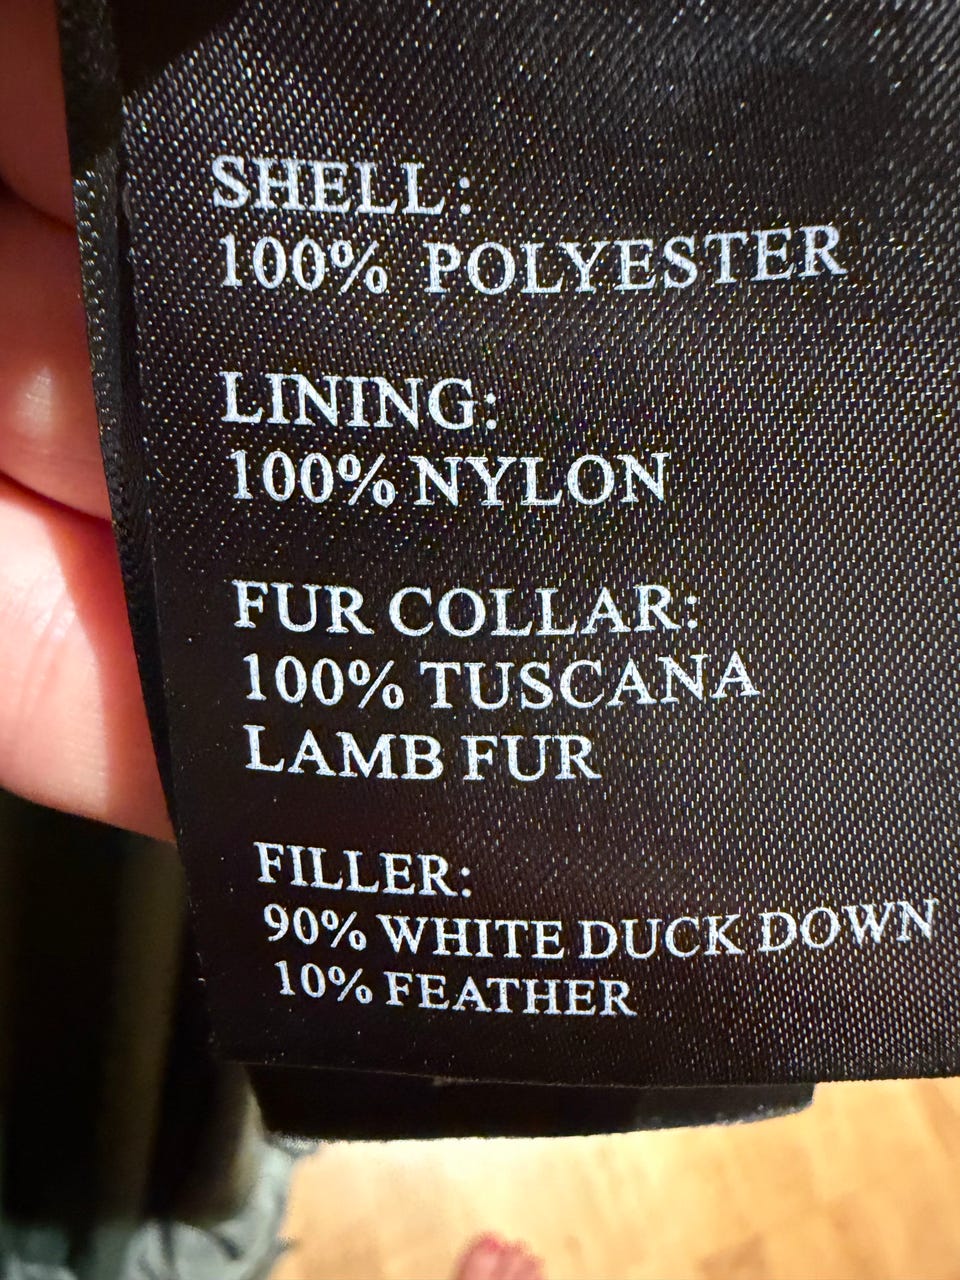 SHELL:
100% POLYESTER
LINING:
100% NYLON
FUR COLLAR:
100% TUSCANA
LAMB FUR
FILLER:
90% WHITE DUCK DOWN
10% FEATHER